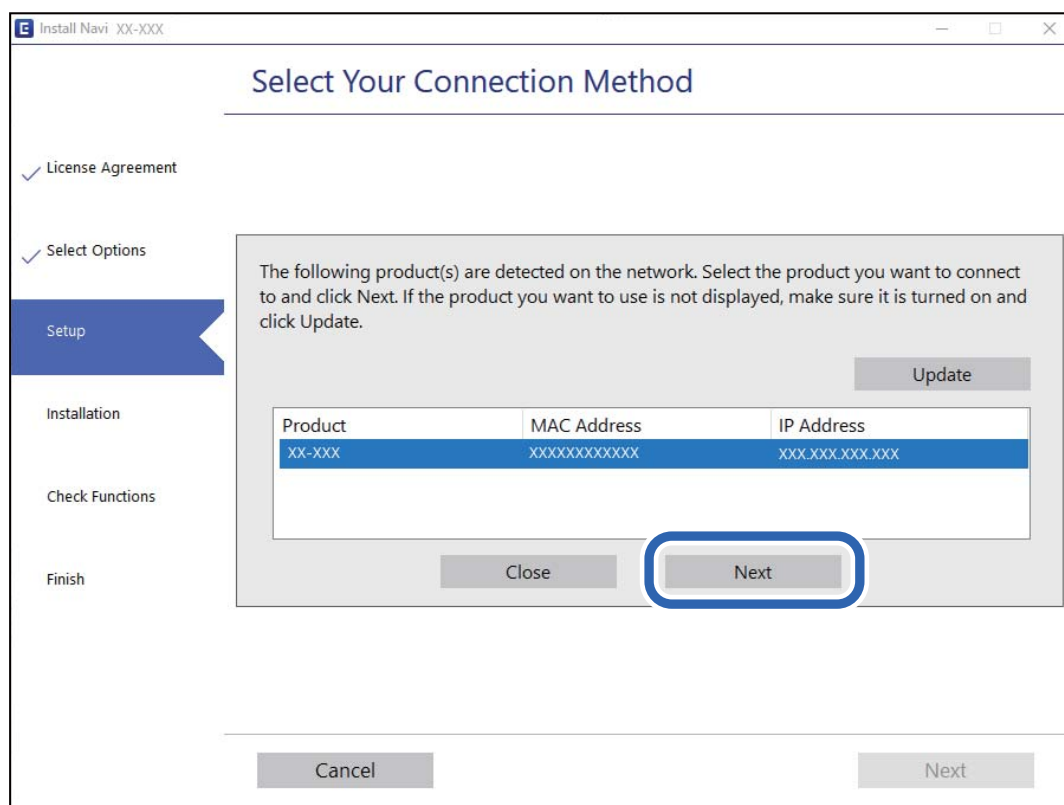 E Install Navi XX-XXX
Select Your Connection Method
License Agreement
Select Options
Setup
Installation
Check Functions
Finish
The following product(s) are detected on the network. Select the product you want to connect
to and click Next. If the product you want to use is not displayed, make sure it is turned on and
click Update.
Update
Product MAC Address IP Address
XX-XXX XXXXXXXXXXXX XXX.XXX.XXX.XXX
Close Next
Cancel Next